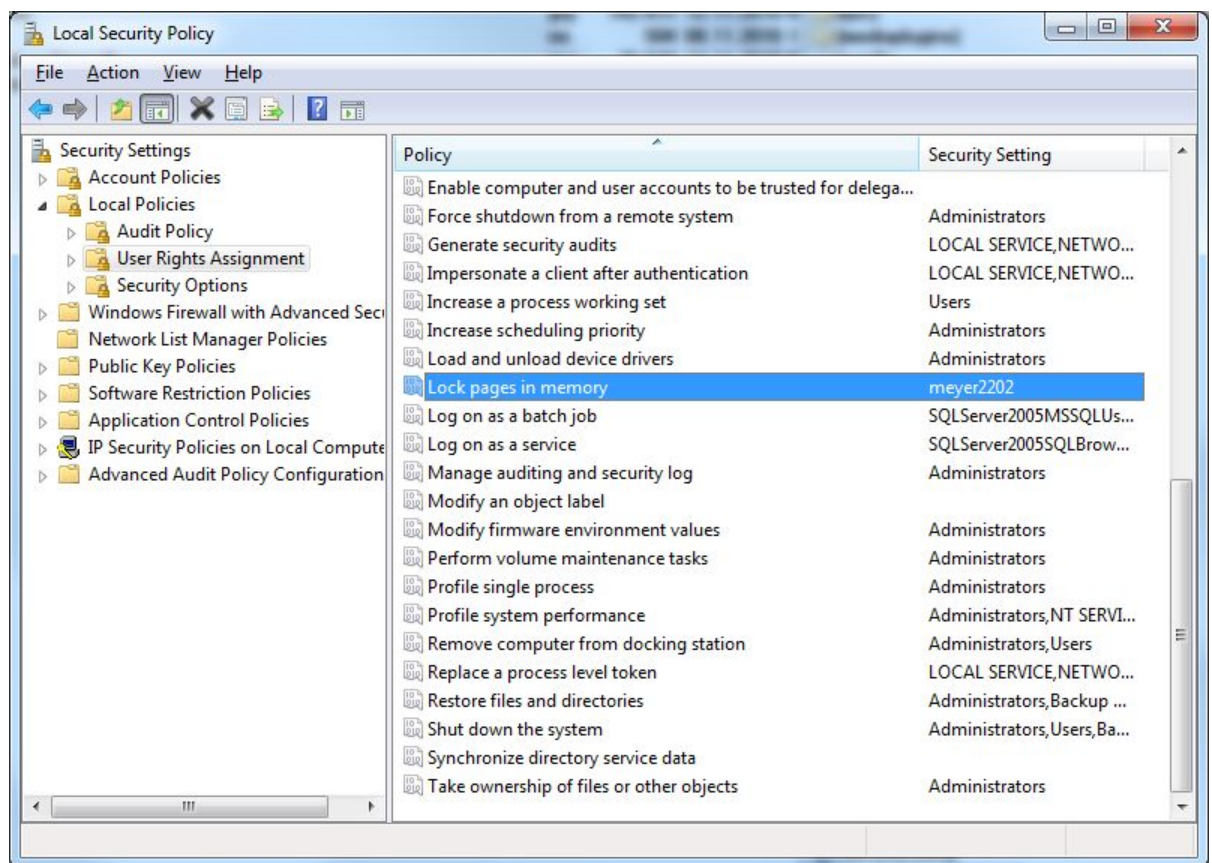 Local Security Policy
File Action View Help
Security Settings
Account Policies
Local Policies
Audit Policy
User Rights Assignment
Security Options
Windows Firewall with Advanced Secu
Network List Manager Policies
Public Key Policies
Software Restriction Policies
Application Control Policies
IP Security Policies on Local Compute
Advanced Audit Policy Configuration
Policy Security Setting
Enable computer and user accounts to be trusted for delega...
Force shutdown from a remote system Administrators
Generate security audits LOCAL SERVICE,NETWO...
Impersonate a client after authentication LOCAL SERVICE,NETWO...
Increase a process working set Users
Increase scheduling priority Administrators
Load and unload device drivers Administrators
Lock pages in memory meyer2202
Log on as a batch job SQLServer2005MSSQLUs...
Log on as a service SQLServer2005SQLBrow...
Manage auditing and security log Administrators
Modify an object label
Modify firmware environment values Administrators
Perform volume maintenance tasks Administrators
Profile single process Administrators
Profile system performance Administrators,NT SERVI...
Remove computer from docking station Administrators,Users
Replace a process level token LOCAL SERVICE,NETWO...
Restore files and directories Administrators,Backup ...
Shut down the system Administrators,Users,Ba...
Synchronize directory service data
Take ownership of files or other objects Administrators